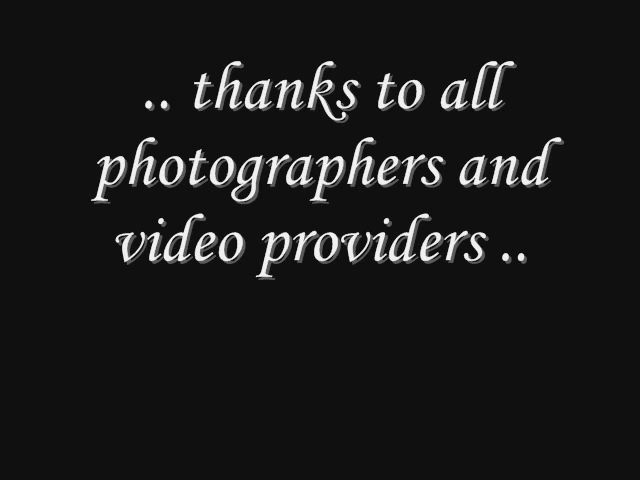 .. thanks to all
photographers and
video providers ..